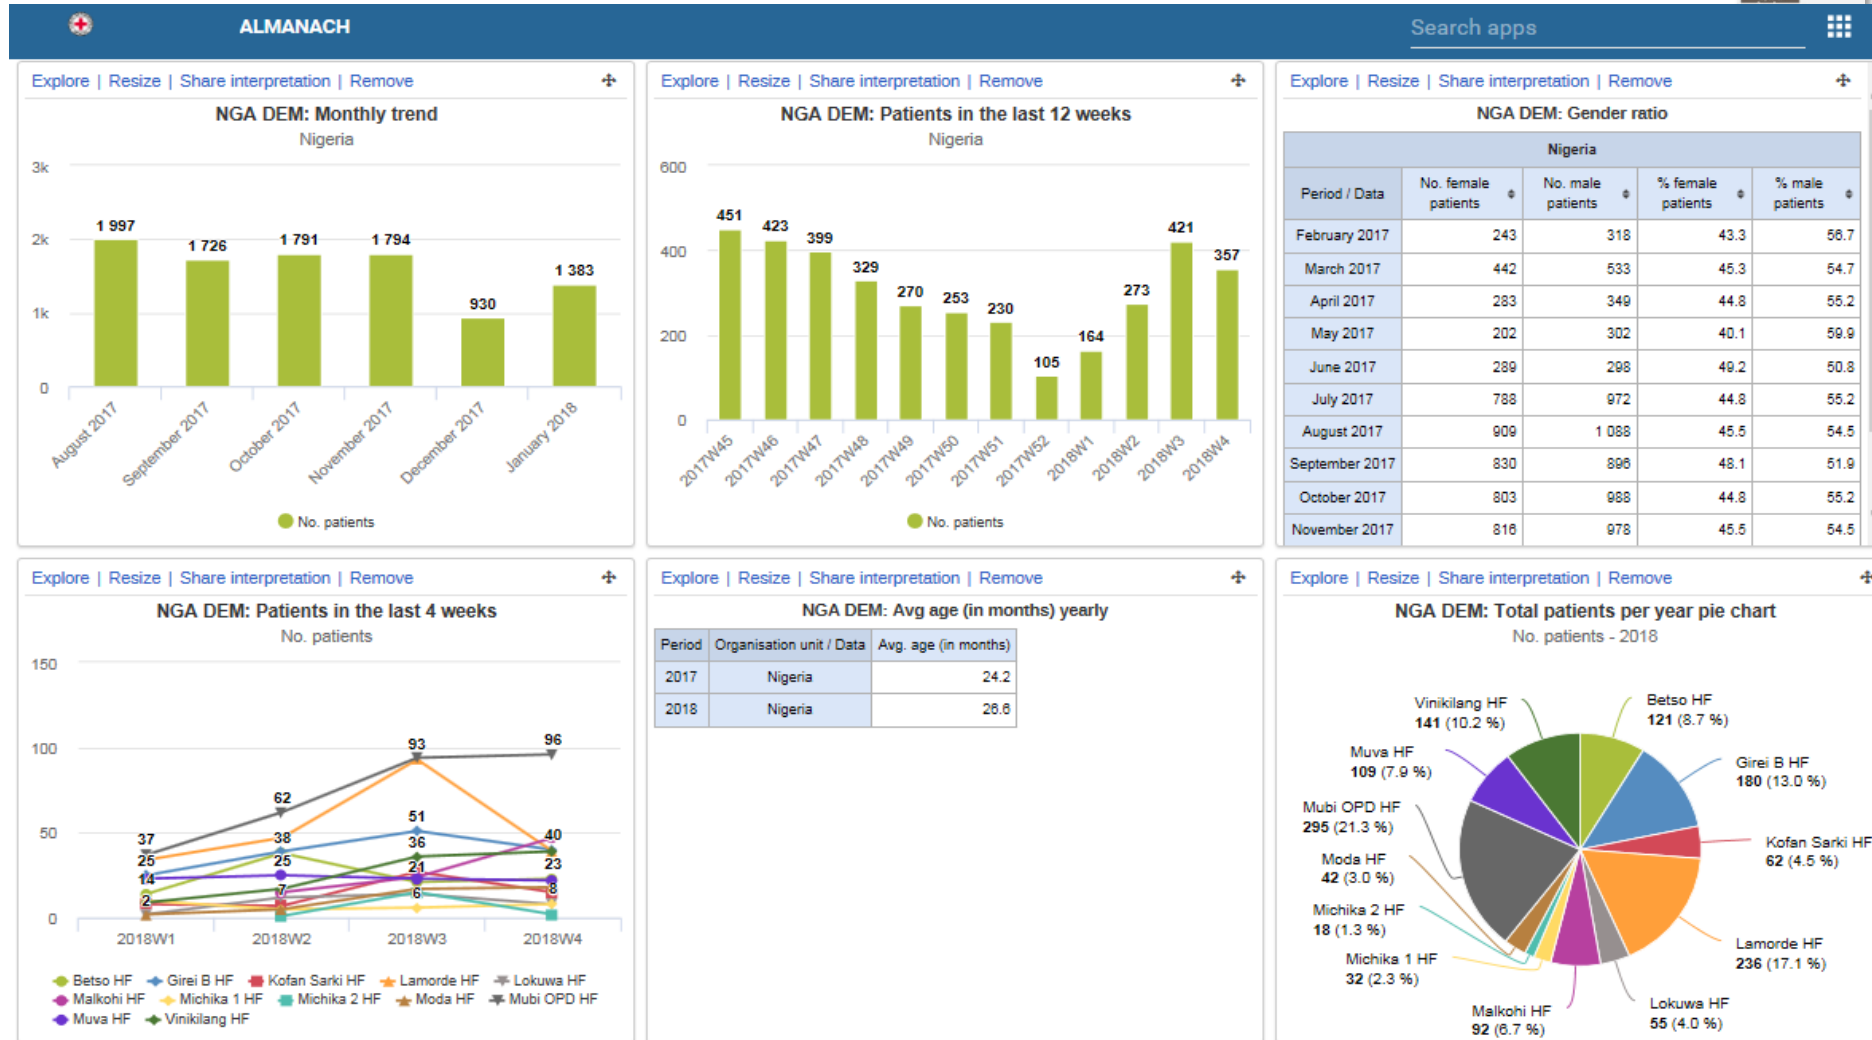 ALMANACH
Search apps
Explore | Resize | Share interpretation | Remove
NGA DEM: Monthly trend
Nigeria
3k
2k
1k
0
1 997
1 726
1 791
1 794
930
1 383
August 2017
September 2017
October 2017
November 2017
December 2017
January 2018
No. patients
Explore | Resize | Share interpretation | Remove
NGA DEM: Patients in the last 12 weeks
Nigeria
600
400
200
0
451
423
399
329
270
253
230
105
164
273
421
357
2017W45
2017W46
2017W47
2017W48
2017W49
2017W50
2017W51
2017W52
2018W1
2018W2
2018W3
2018W4
No. patients
Explore | Resize | Share interpretation | Remove
NGA DEM: Gender ratio
Nigeria
Period / Data No. female patients No. male patients % female patients % male patients
February 2017 243 318 43.3 56.7
March 2017 442 533 45.3 54.7
April 2017 283 349 44.8 55.2
May 2017 202 302 40.1 59.9
June 2017 289 298 49.2 50.8
July 2017 788 972 44.8 55.2
August 2017 909 1 088 45.5 54.5
September 2017 830 896 48.1 51.9
October 2017 803 988 44.8 55.2
November 2017 816 978 45.5 54.5
Explore | Resize | Share interpretation | Remove
NGA DEM: Patients in the last 4 weeks
No. patients
150
100
50
0
37
25
14
2
62
38
25
7
93
51
36
21
6
96
40
23
8
2018W1
2018W2
2018W3
2018W4
Betso HF Girei B HF Kofan Sarki HF Lamorde HF Lokuwa HF
Malkohi HF Michika 1 HF Michika 2 HF Moda HF Mubi OPD HF
Muva HF Vinikilang HF
Explore | Resize | Share interpretation | Remove
NGA DEM: Avg age (in months) yearly
Period Organisation unit / Data Avg. age (in months)
2017 Nigeria 24.2
2018 Nigeria 26.6
Explore | Resize | Share interpretation | Remove
NGA DEM: Total patients per year pie chart
No. patients - 2018
Vinikilang HF
141 (10.2 %)
Betso HF
121 (8.7 %)
Muva HF
109 (7.9 %)
Girei B HF
180 (13.0 %)
Mubi OPD HF
295 (21.3 %)
Kofan Sarki HF
62 (4.5 %)
Moda HF
42 (3.0 %)
Michika 2 HF
18 (1.3 %)
Lamorde HF
236 (17.1 %)
Michika 1 HF
32 (2.3 %)
Malkohi HF
92 (6.7 %)
Lokuwa HF
55 (4.0 %)